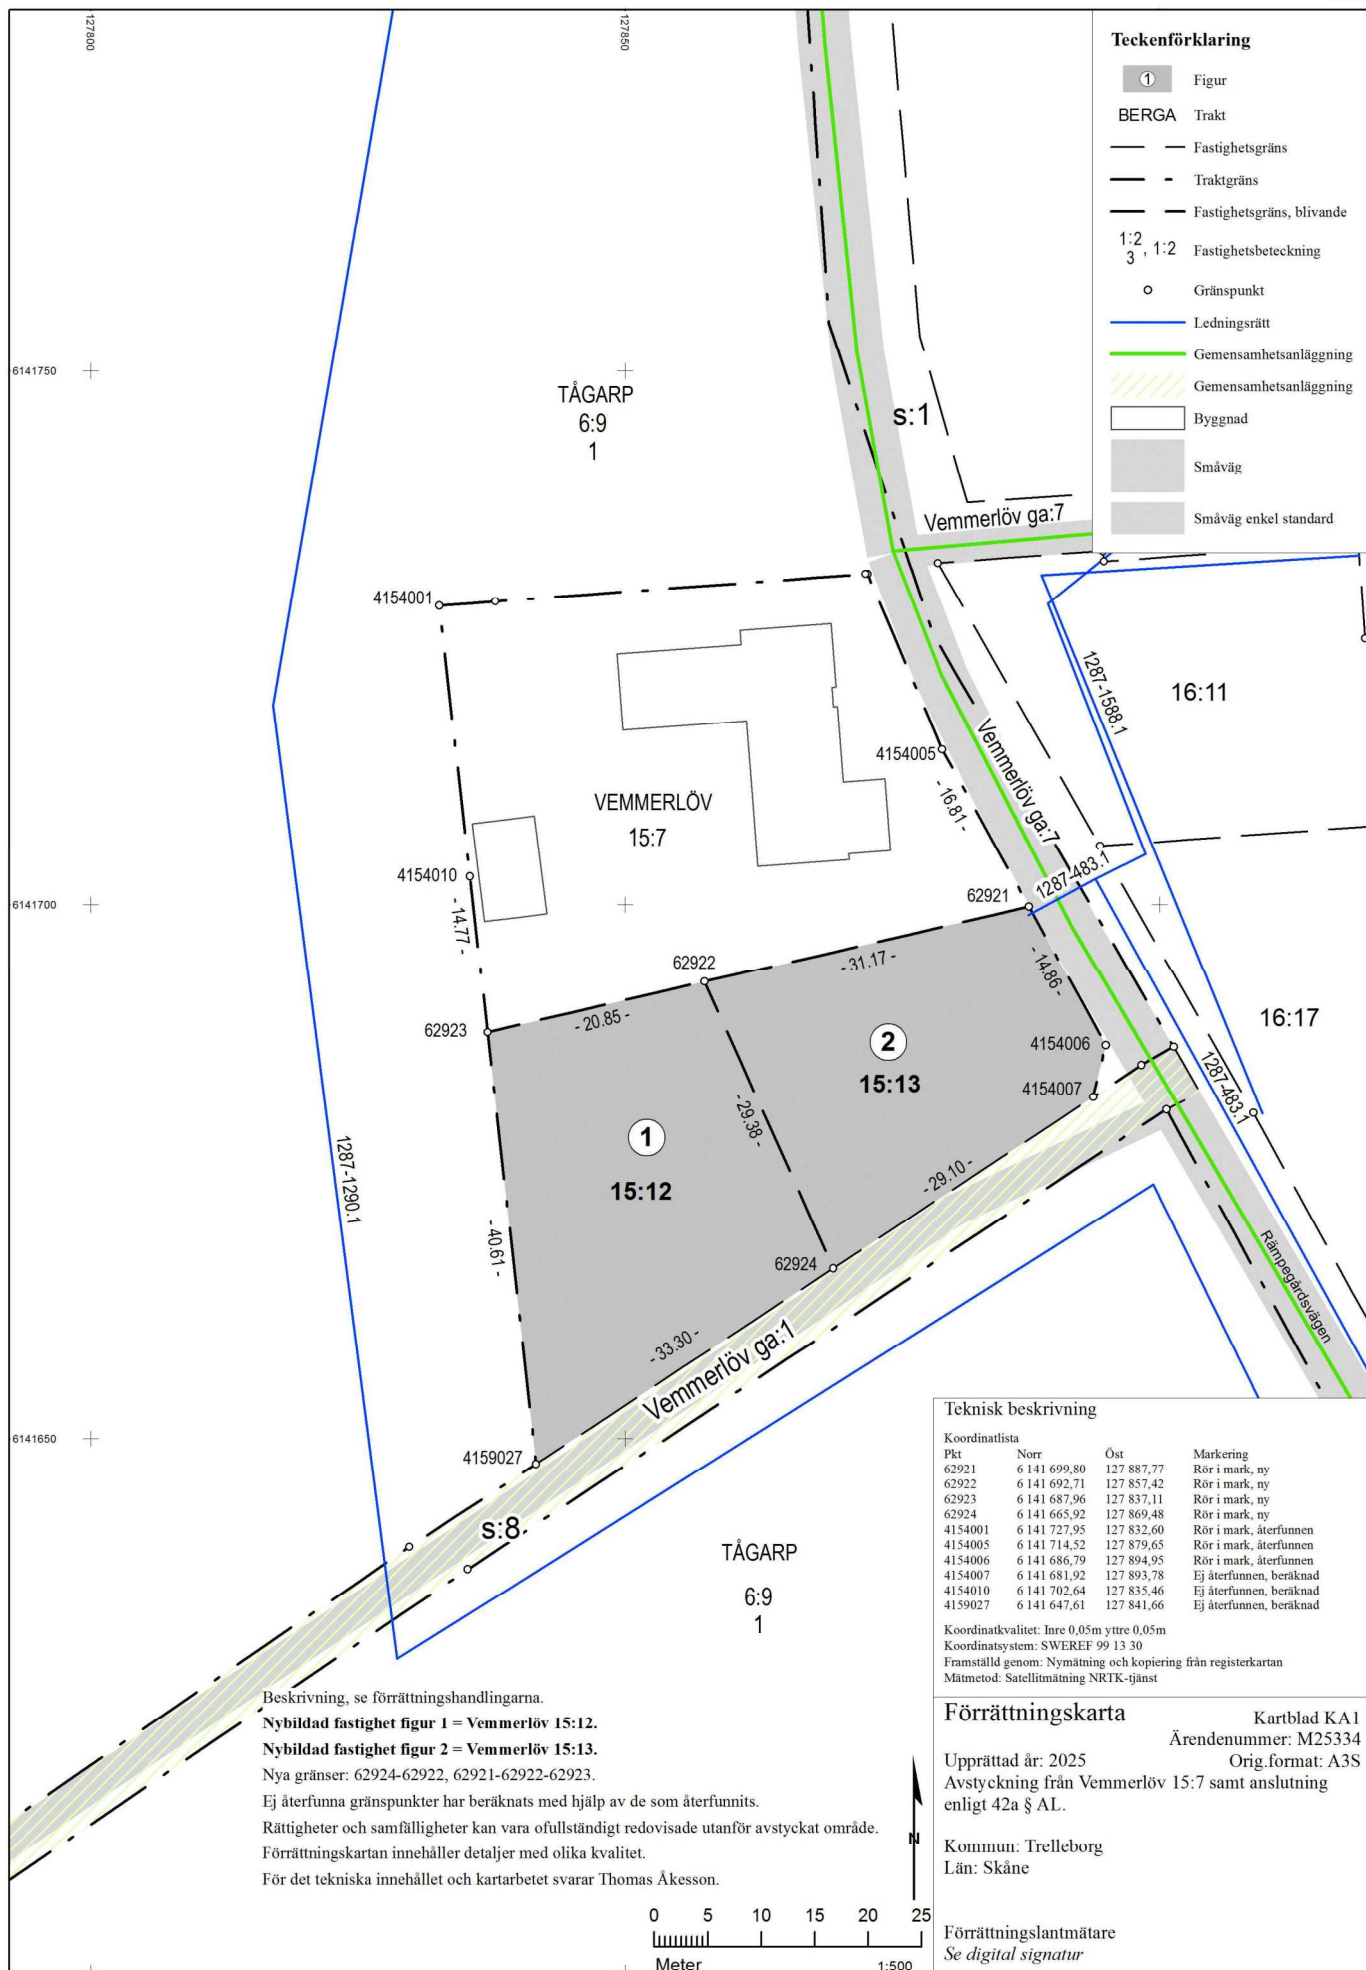 127800
127850
Teckenförklaring
1 Figur
BERGA Trakt
Fastighetsgräns
Traktgräns
Fastighetsgräns, blivande
1:2
3 , 1:2 Fastighetsbeteckning
Gränspunkt
Ledningsrätt
Gemensamhetsanläggning
Gemensamhetsanläggning
Byggnad
Småväg
Småväg enkel standard
6141750
TÅGARP
6:9
1
s:1
Vemmerlöv ga:7
4154001
1287-1588.1
16:11
4154005
Vemmerlöv ga:7
- 16.81 -
VEMMERLÖV
15:7
4154010
- 14.77 -
6141700
62921
1287-483.1
62922
- 31.17 -
- 14.86 -
62923
- 20.85 -
16:17
2
15:13
4154006
4154007
1287-483.1
1
15:12
- 29.38 -
- 29.10 -
1287-1290.1
- 40.61 -
62924
Rämpegårdsvägen
- 33.30 -
Vemmerlöv ga:1
6141650
4159027
s:8
TÅGARP
6:9
1
Teknisk beskrivning
Koordinatlista
Pkt Norr Öst Markering
62921 6 141 699,80 127 887,77 Rör i mark, ny
62922 6 141 692,71 127 857,42 Rör i mark, ny
62923 6 141 687,96 127 837,11 Rör i mark, ny
62924 6 141 665,92 127 869,48 Rör i mark, ny
4154001 6 141 727,95 127 832,60 Rör i mark, återfunnen
4154005 6 141 714,52 127 879,65 Rör i mark, återfunnen
4154006 6 141 686,79 127 894,95 Rör i mark, återfunnen
4154007 6 141 681,92 127 893,78 Ej återfunnen, beräknad
4154010 6 141 702,64 127 835,46 Ej återfunnen, beräknad
4159027 6 141 647,61 127 841,66 Ej återfunnen, beräknad
Koordinatkvalitet: Inre 0,05m yttre 0,05m
Koordinatsystem: SWEREF 99 13 30
Framställd genom: Nymätning och kopiering från registerkartan
Mätmetod: Satellitmätning NRTK-tjänst
Beskrivning, se förrättningshandlingarna.
Nybildad fastighet figur 1 = Vemmerlöv 15:12.
Nybildad fastighet figur 2 = Vemmerlöv 15:13.
Nya gränser: 62924-62922, 62921-62922-62923.
Ej återfunna gränspunkter har beräknats med hjälp av de som återfunnits.
Rättigheter och samfälligheter kan vara ofullständigt redovisade utanför avstyckat område.
Förrättningskartan innehåller detaljer med olika kvalitet.
För det tekniska innehållet och kartarbetet svarar Thomas Åkesson.
N
0 5 10 15 20 25
Meter 1:500
Förrättningskarta
Kartblad KA1
Ärendenummer: M25334
Upprättad år: 2025 Orig.format: A3S
Avstyckning från Vemmerlöv 15:7 samt anslutning
enligt 42a § AL.
Kommun: Trelleborg
Län: Skåne
Förrättningslantmätare
Se digital signatur